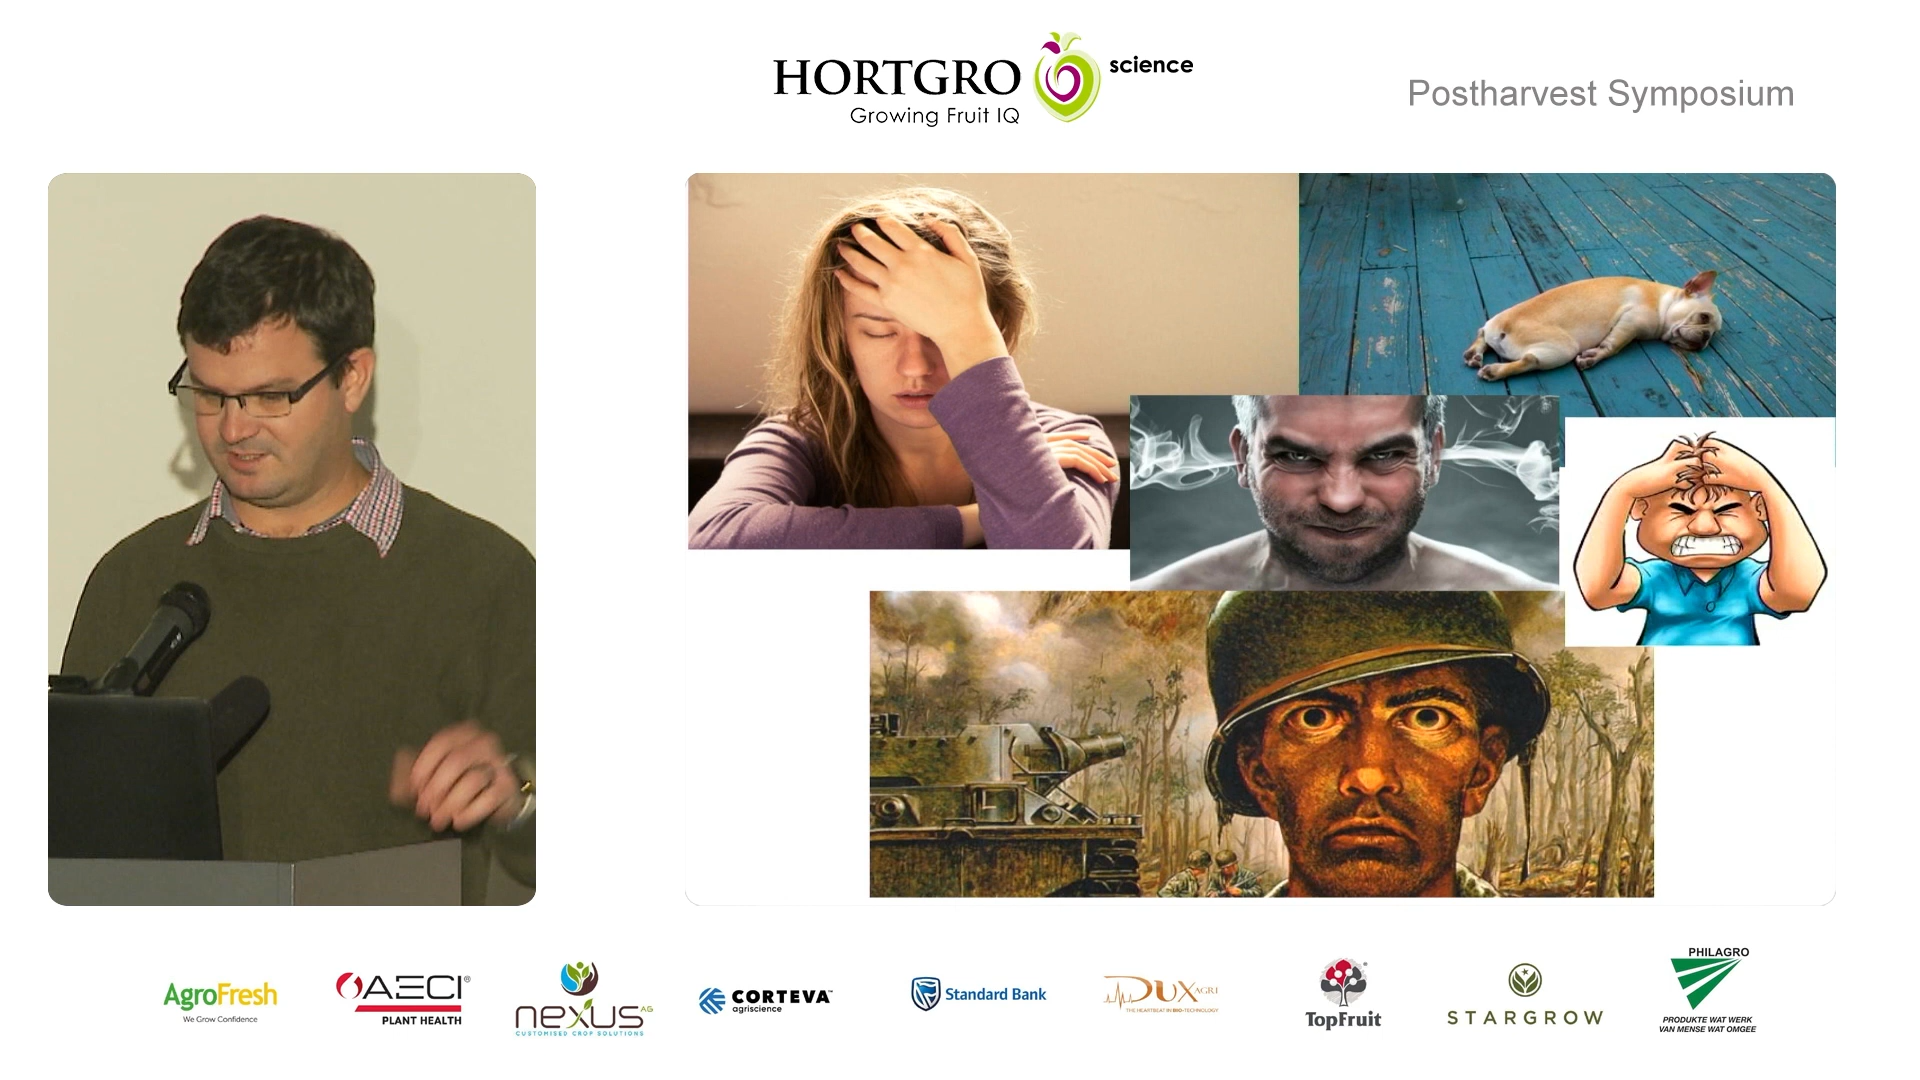 HORTGRO
science
Growing Fruit IQ
Postharvest Symposium
AgroFresh
We Grow Confidence
AECI®
PLANT HEALTH
nexus AG
CUSTOMISED CROP SOLUTIONS
CORTEVA™
agriscience
Standard Bank
DUX AGRI
THE HEARTBEAT IN BIO-TECHNOLOGY
TopFruit
STARGROW
PHILAGRO
PRODUKTE WAT WERK
VAN MENSE WAT OMGEE